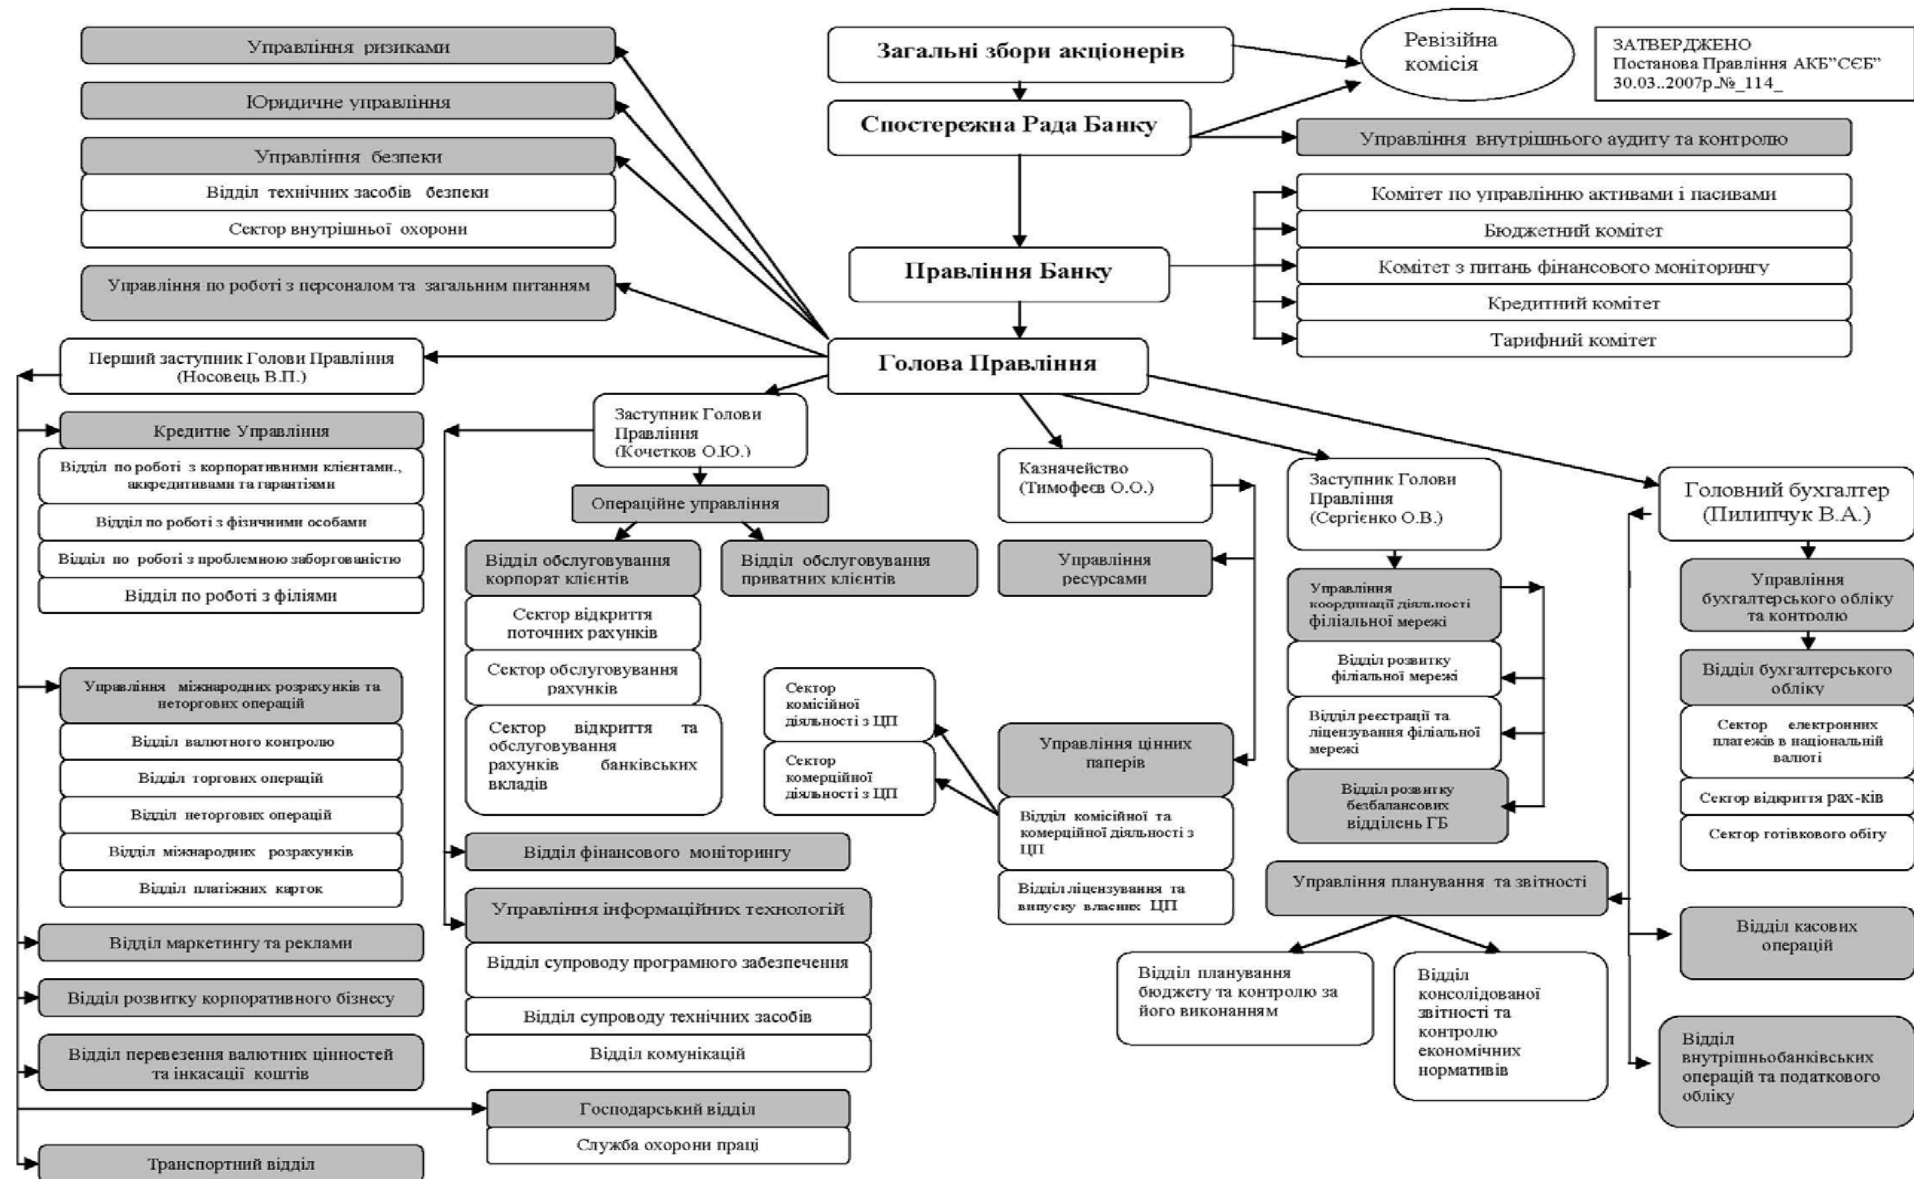 Управління ризиками
Юридичне управління
Управління безпеки
Відділ технічних засобів безпеки
Сектор внутрішньої охорони
Управління по роботі з персоналом та загальним питанням
Загальні збори акціонерів
Спостережна Рада Банку
Правління Банку
Голова Правління
Ревізійна
комісія
ЗАТВЕРДЖЕНО
Постанова Правління АКБ”СЄБ”
30.03..2007р.№_114_
Управління внутрішнього аудиту та контролю
Комітет по управлінню активами і пасивами
Бюджетний комітет
Комітет з питань фінансового моніторингу
Кредитний комітет
Тарифний комітет
Перший заступник Голови Правління
(Носовець В.П.)
Кредитне Управління
Відділ по роботі з корпоративними клієнтами.,
аккредитивами та гарантіями
Відділ по роботі з фізичними особами
Відділ по роботі з проблемною заборгованістю
Відділ по роботі з філіями
Управління міжнародних розрахунків та
неторгових операцій
Відділ валютного контролю
Відділ торгових операцій
Відділ неторгових операцій
Відділ міжнародних розрахунків
Відділ платіжних карток
Відділ маркетингу та реклами
Відділ розвитку корпоративного бізнесу
Відділ перевезення валютних цінностей
та інкасації коштів
Транспортний відділ
Заступник Голови
Правління
(Кочетков О.Ю.)
Операційне управління
Відділ обслуговування
корпорат клієнтів
Відділ обслуговування
приватних клієнтів
Сектор відкриття
поточних рахунків
Сектор обслуговування
рахунків
Сектор відкриття та
обслуговування
рахунків банківських
вкладів
Відділ фінансового моніторингу
Управління інформаційних технологій
Відділ супроводу програмного забезпечення
Відділ супроводу технічних засобів
Відділ комунікацій
Господарський відділ
Служба охорони праці
Казначейство
(Тимофєєв О.О.)
Управління
ресурсами
Сектор
комісійної
діяльності з ЦП
Сектор
комерційної
діяльності з ЦП
Управління цінних
паперів
Відділ комісійної та
комерційної діяльності з
ЦП
Відділ ліцензування та
випуску власних ЦП
Заступник Голови
Правління
(Сергієнко О.В.)
Управління
координації діяльності
філіальної мережі
Відділ розвитку
філіальної мережі
Відділ реєстрації та
ліцензування філіальної
мережі
Відділ розвитку
безбалансових
відділень ГБ
Управління планування та звітності
Відділ планування
бюджету та контролю за
його виконанням
Відділ
консолідованої
звітності та
контролю
економічних
нормативів
Головний бухгалтер
(Пилипчук В.А.)
Управління
бухгалтерського обліку
та контролю
Відділ бухгалтерського
обліку
Сектор електронних
платежів в національній
валюті
Сектор відкриття рах-ків
Сектор готівкового обігу
Відділ касових
операцій
Відділ
внутрішньобанківських
операцій та податкового
обліку